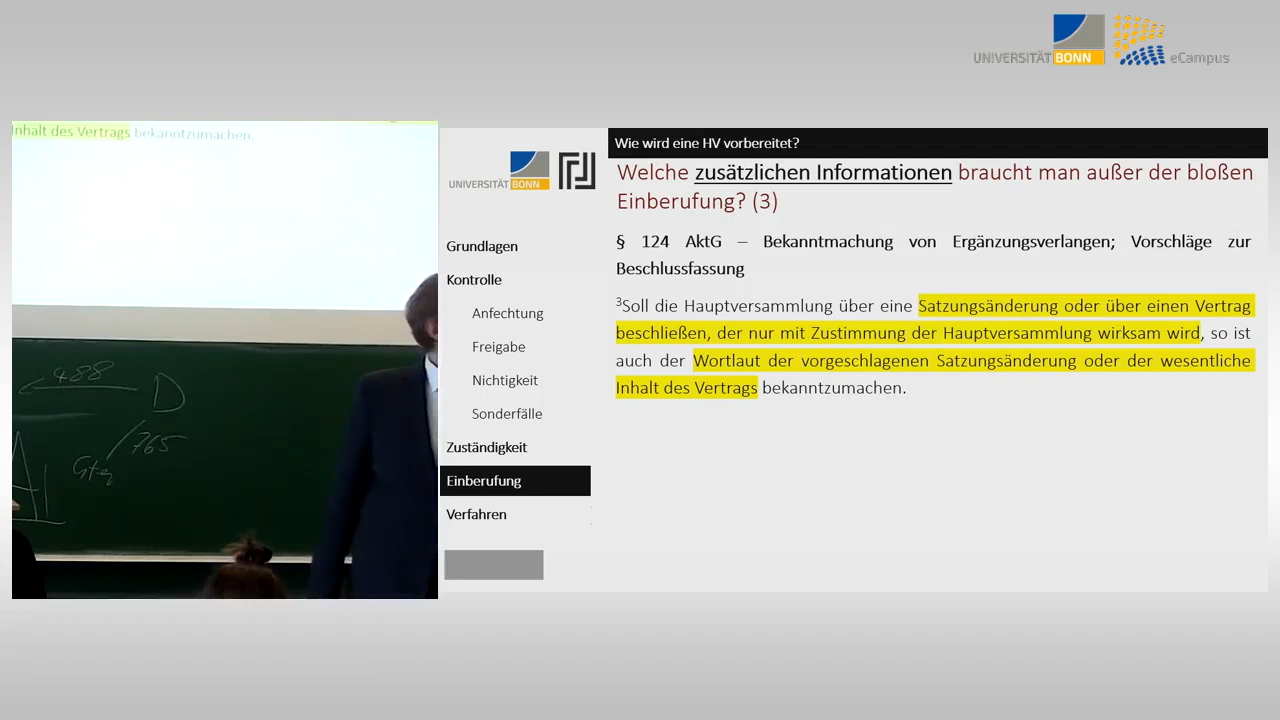 UNIVERSITÄT BONN
eCampus
Inhalt des Vertrags bekanntzumachen
488
D
765
UNIVERSITÄT BONN
Grundlagen
Kontrolle
Anfechtung
Freigabe
Nichtigkeit
Sonderfälle
Zuständigkeit
Einberufung
Verfahren
Wie wird eine HV vorbereitet?
Welche zusätzlichen Informationen braucht man außer der bloßen
Einberufung? (3)
§ 124 AktG – Bekanntmachung von Ergänzungsverlangen; Vorschläge zur
Beschlussfassung
³Soll die Hauptversammlung über eine Satzungsänderung oder über einen Vertrag
beschließen, der nur mit Zustimmung der Hauptversammlung wirksam wird, so ist
auch der Wortlaut der vorgeschlagenen Satzungsänderung oder der wesentliche
Inhalt des Vertrags bekanntzumachen.